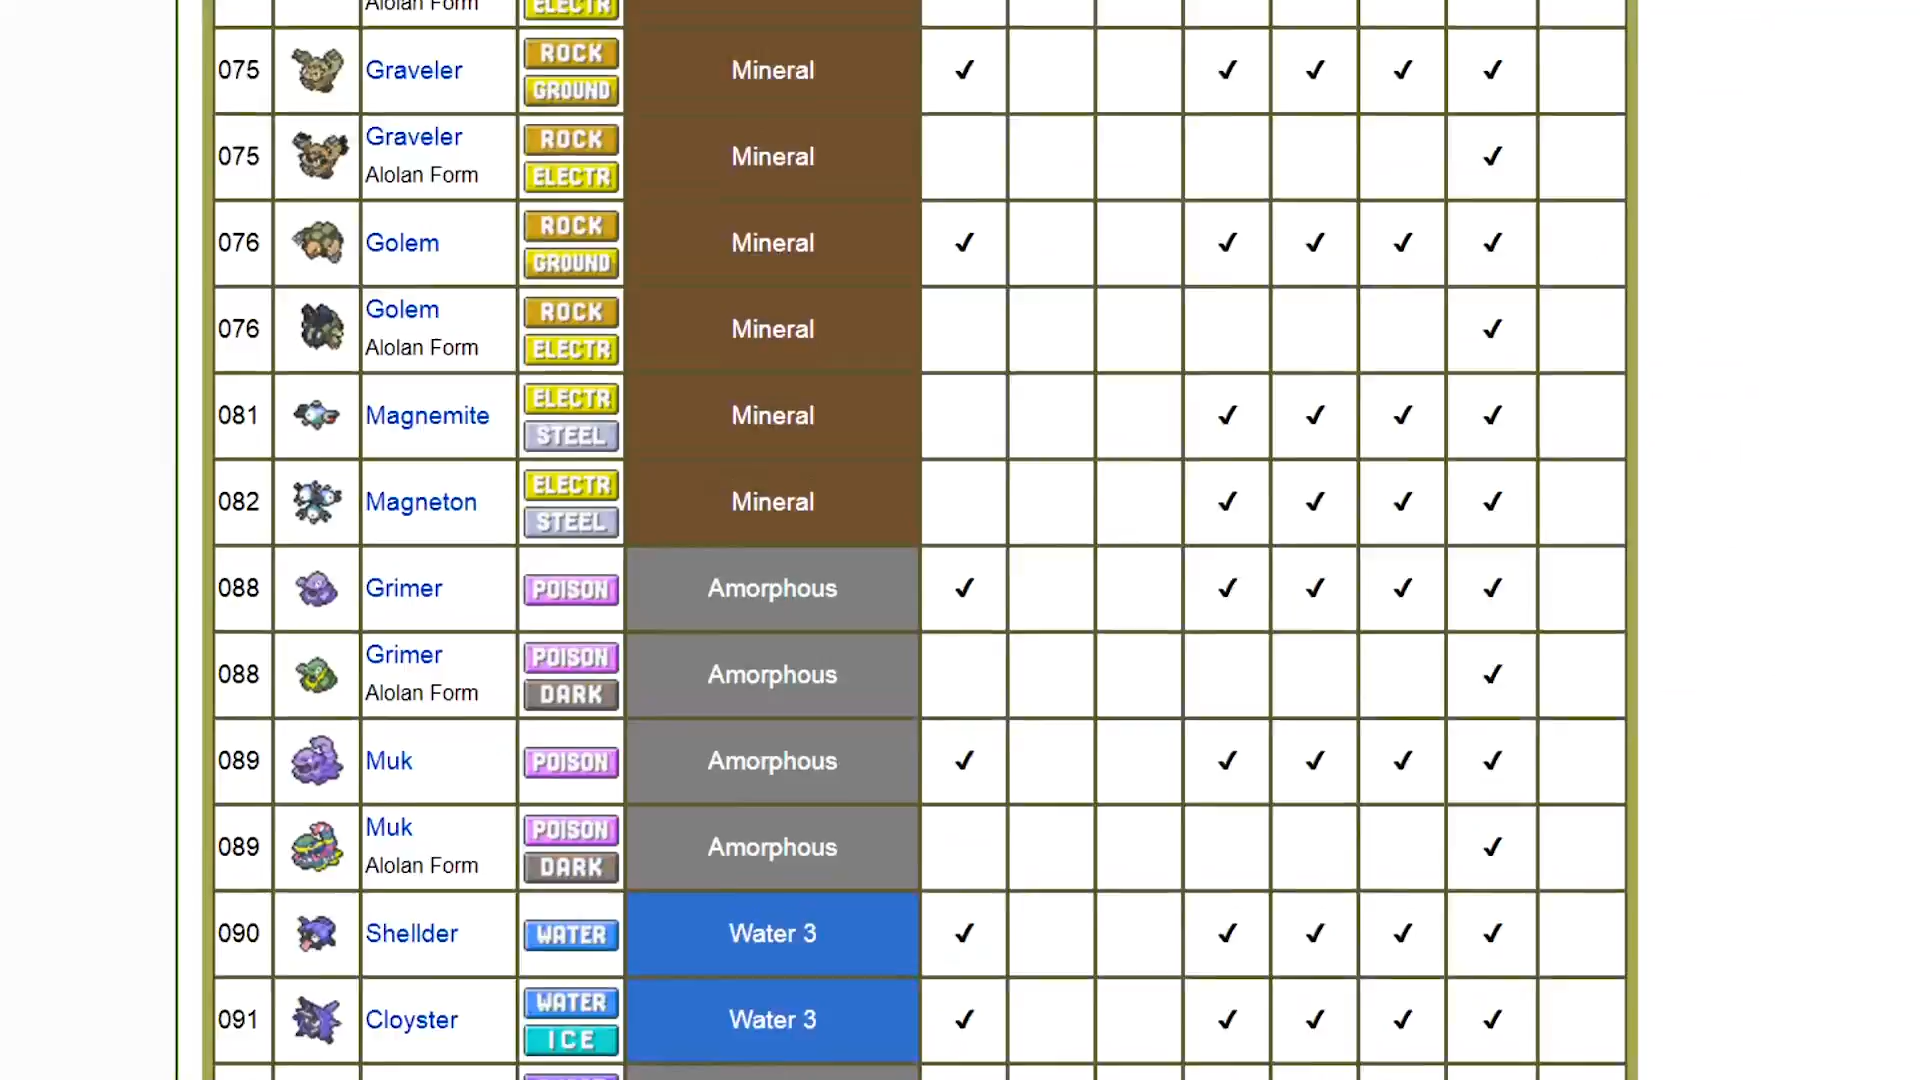 Alolan Form
ELECTR
075 Graveler ROCK GROUND Mineral ✓ ✓ ✓ ✓ ✓
075 Graveler Alolan Form ROCK ELECTR Mineral ✓
076 Golem ROCK GROUND Mineral ✓ ✓ ✓ ✓ ✓
076 Golem Alolan Form ROCK ELECTR Mineral ✓
081 Magnemite ELECTR STEEL Mineral ✓ ✓ ✓ ✓
082 Magneton ELECTR STEEL Mineral ✓ ✓ ✓ ✓
088 Grimer POISON Amorphous ✓ ✓ ✓ ✓ ✓
088 Grimer Alolan Form POISON DARK Amorphous ✓
089 Muk POISON Amorphous ✓ ✓ ✓ ✓ ✓
089 Muk Alolan Form POISON DARK Amorphous ✓
090 Shellder WATER Water 3 ✓ ✓ ✓ ✓ ✓
091 Cloyster WATER ICE Water 3 ✓ ✓ ✓ ✓ ✓